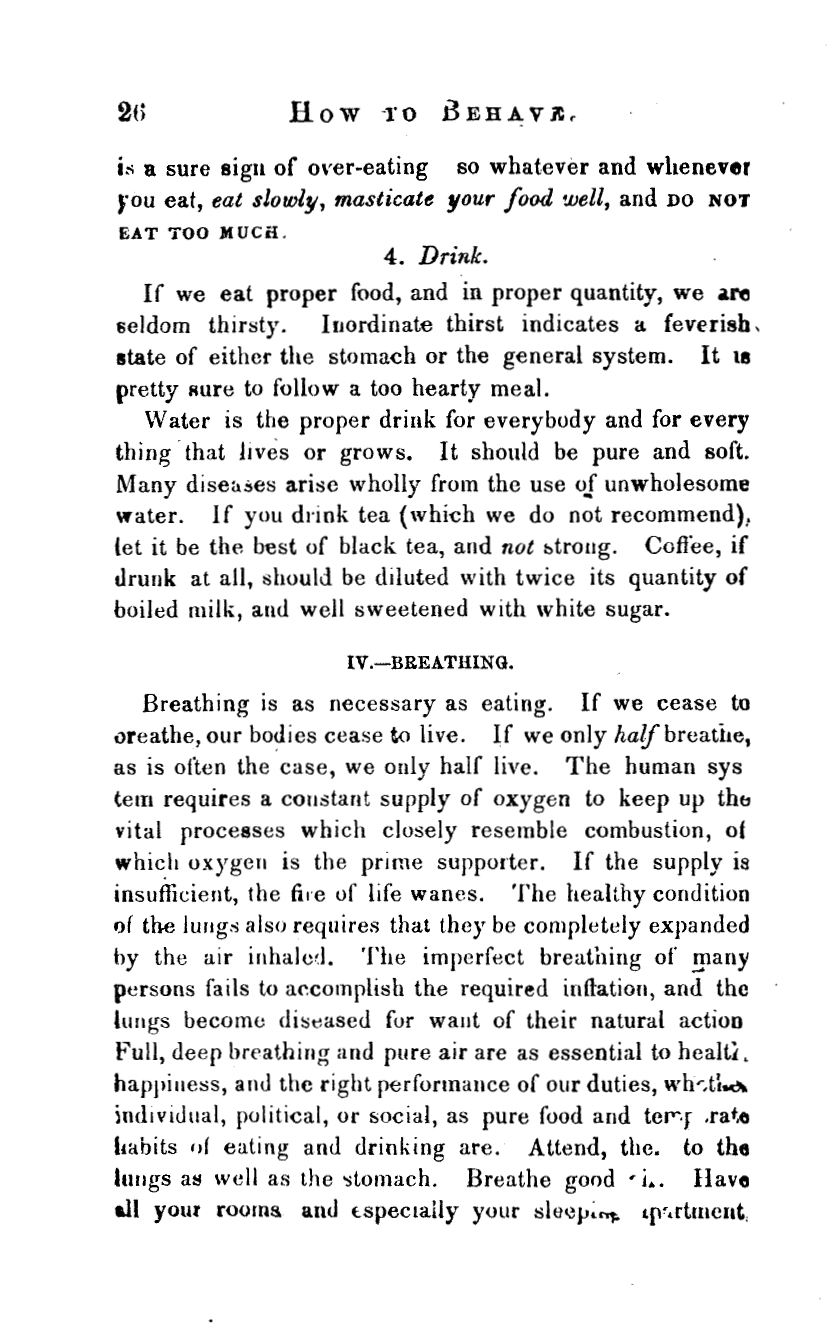 26 How to Behave.
is a sure sign of over-eating so whatever and whenever
you eat, eat slowly, masticate your food well, and DO NOT
EAT TOO MUCH.
4. Drink.
If we eat proper food, and in proper quantity, we are
seldom thirsty. Inordinate thirst indicates a feverish
state of either the stomach or the general system. It is
pretty sure to follow a too hearty meal.
Water is the proper drink for everybody and for every
thing that lives or grows. It should be pure and soft.
Many diseases arise wholly from the use of unwholesome
water. If you drink tea (which we do not recommend),
let it be the best of black tea, and not strong. Coffee, if
drunk at all, should be diluted with twice its quantity of
boiled milk, and well sweetened with white sugar.
IV.—BREATHING.
Breathing is as necessary as eating. If we cease to
breathe, our bodies cease to live. If we only half breathe,
as is often the case, we only half live. The human sys
tem requires a constant supply of oxygen to keep up the
vital processes which closely resemble combustion, of
which oxygen is the prime supporter. If the supply is
insufficient, the fire of life wanes. The healthy condition
of the lungs also requires that they be completely expanded
by the air inhaled. The imperfect breathing of many
persons fails to accomplish the required inflation, and the
lungs become diseased for want of their natural action
Full, deep breathing and pure air are as essential to health
happiness, and the right performance of our duties, whether
individual, political, or social, as pure food and temperate
habits of eating and drinking are. Attend, the. to the
lungs as well as the stomach. Breathe good air. Have
all your rooms and especially your sleeping apartment,